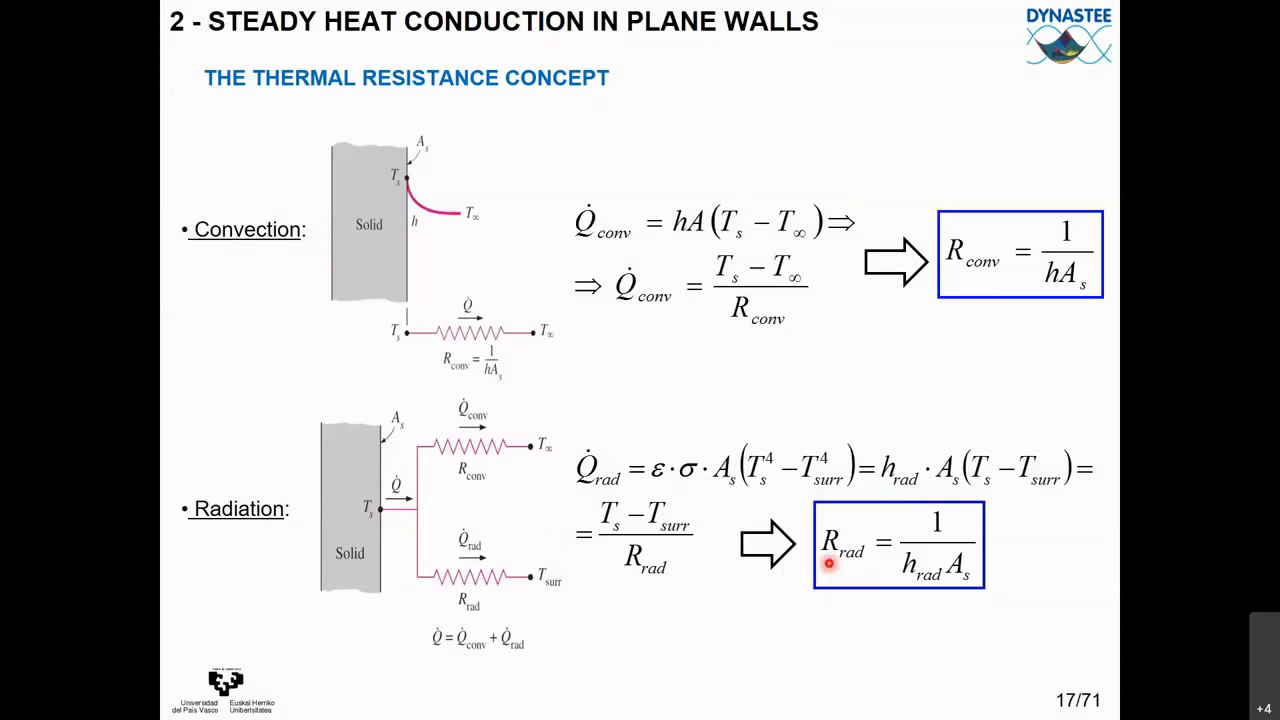 2 - STEADY HEAT CONDUCTION IN PLANE WALLS
DYNASTEE
THE THERMAL RESISTANCE CONCEPT
• Convection:
A_s
T_s
Solid
h
T_∞
Q̇_conv = hA(T_s − T_∞) ⇒
⇒ Q̇_conv = (T_s − T_∞) / R_conv
R_conv = 1 / (hA_s)
Q̇
T_s
T_∞
R_conv = 1 / (hA_s)
• Radiation:
A_s
Q̇_conv
T_∞
R_conv
Q̇
T_s
Solid
Q̇_rad
T_surr
R_rad
Q̇ = Q̇_conv + Q̇_rad
Q̇_rad = ε · σ · A_s(T_s^4 − T_surr^4) = h_rad · A_s(T_s − T_surr) =
= (T_s − T_surr) / R_rad
R_rad = 1 / (h_rad A_s)
Universidad
del País Vasco
Euskal Herriko
Unibertsitatea
17/71
+4